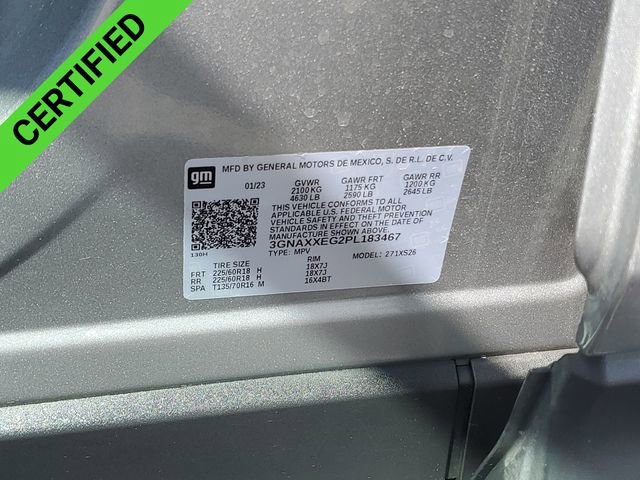 CERTIFIED
gm
MFD BY GENERAL MOTORS DE MEXICO, S. DE R.L. DE C.V.
01/23 GVWR GAWR FRT GAWR RR
2100 KG 1175 KG 1200 KG
4630 LB 2590 LB 2645 LB
THIS VEHICLE CONFORMS TO ALL
APPLICABLE U.S. FEDERAL MOTOR
VEHICLE SAFETY AND THEFT PREVENTION
STANDARDS IN EFFECT ON THE DATE OF
MANUFACTURE SHOWN ABOVE.
3GNAXXEG2PL183467
130H TYPE: MPV MODEL: 271XS26
TIRE SIZE RIM
FRT 225/60R18 H 18X7J
RR 225/60R18 H 18X7J
SPA T135/70R16 M 16X4BT